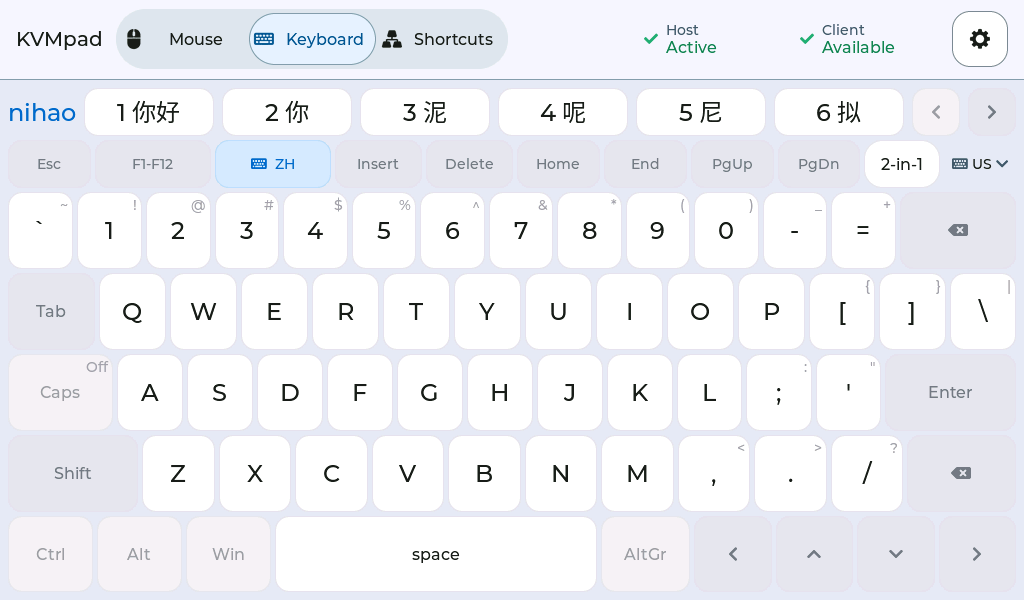 KVMpad Mouse Keyboard Shortcuts Host Active Client Available
nihao 1 你好 2 你 3 泥 4 呢 5 尼 6 拟
Esc F1-F12 ZH Insert Delete Home End PgUp PgDn 2-in-1 US
` ~ 1 ! 2 @ 3 # 4 $ 5 % 6 ^ 7 & 8 * 9 ( 0 ) - _ = +
Tab Q W E R T Y U I O P [ { ] } \ |
Caps Off A S D F G H J K L ; : ' " Enter
Shift Z X C V B N M , < . > / ?
Ctrl Alt Win space AltGr